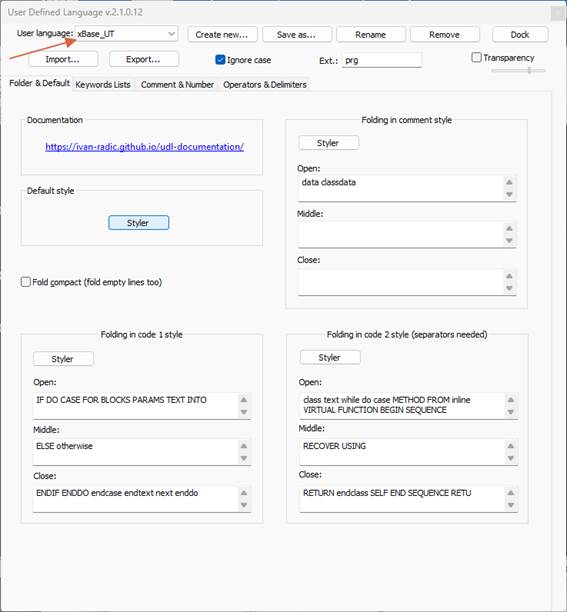 User Defined Language v.2.1.0.12
User language: xBase_UT Create new... Save as... Rename Remove Dock
Import... Export... Ignore case Ext.: prg Transparency
Folder & Default Keywords Lists Comment & Number Operators & Delimiters
Documentation
https://ivan-radic.github.io/udl-documentation/
Default style
Styler
Fold compact (fold empty lines too)
Folding in comment style
Styler
Open:
data classdata
Middle:
Close:
Folding in code 1 style
Styler
Open:
IF DO CASE FOR BLOCKS PARAMS TEXT INTO
Middle:
ELSE otherwise
Close:
ENDIF ENDDO endcase endtext next enddo
Folding in code 2 style (separators needed)
Styler
Open:
class text while do case METHOD FROM inline
VIRTUAL FUNCTION BEGIN SEQUENCE
Middle:
RECOVER USING
Close:
RETURN endclass SELF END SEQUENCE RETU